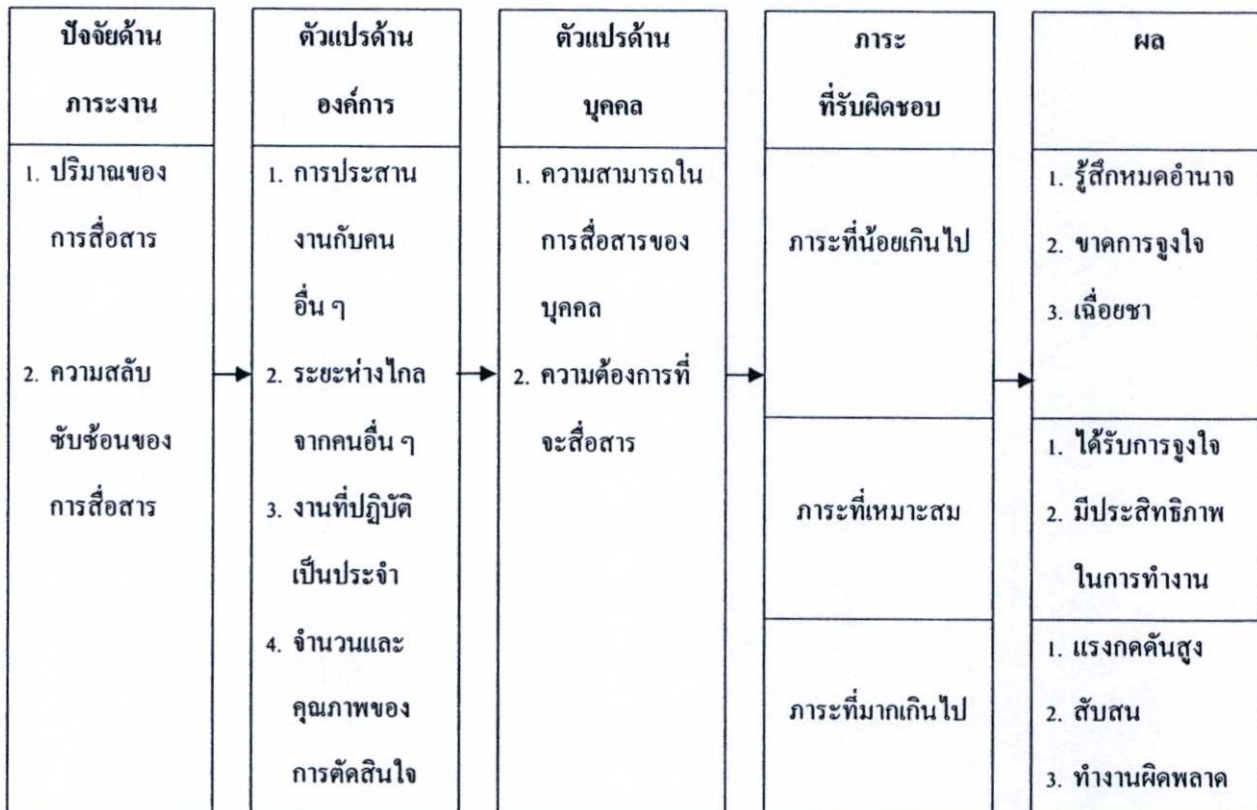 ปัจจัยด้าน
ภาระงาน
1. ปริมาณของ
การสื่อสาร
2. ความสลับ
ซับซ้อนของ
การสื่อสาร
ตัวแปรด้าน
องค์การ
1. การประสาน
งานกับคน
อื่น ๆ
2. ระยะห่างไกล
จากคนอื่น ๆ
3. งานที่ปฏิบัติ
เป็นประจำ
4. จำนวนและ
คุณภาพของ
การตัดสินใจ
ตัวแปรด้าน
บุคคล
1. ความสามารถใน
การสื่อสารของ
บุคคล
2. ความต้องการที่
จะสื่อสาร
ภาระ
ที่รับผิดชอบ
ภาระที่น้อยเกินไป
ภาระที่เหมาะสม
ภาระที่มากเกินไป
ผล
1. รู้สึกหมดอำนาจ
2. ขาดการจูงใจ
3. เฉื่อยชา
1. ได้รับการจูงใจ
2. มีประสิทธิภาพ
ในการทำงาน
1. แรงกดดันสูง
2. สับสน
3. ทำงานผิดพลาด